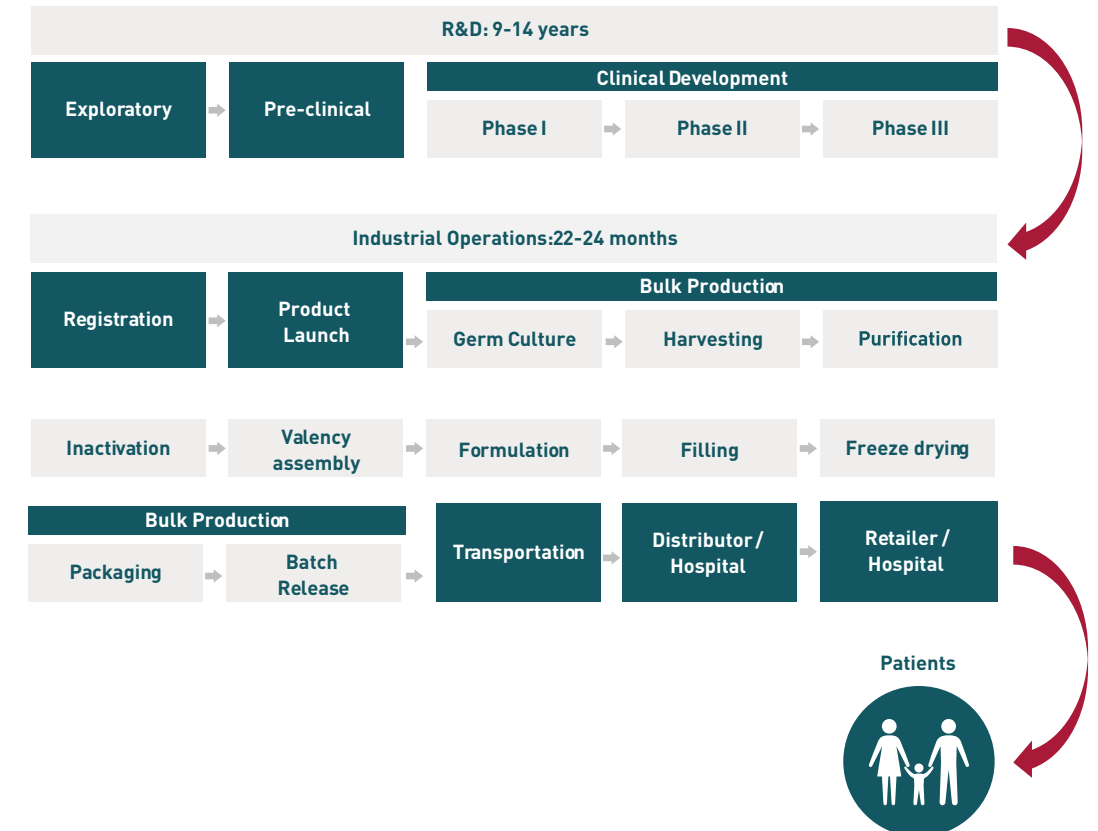 R&D: 9-14 years
Exploratory
Pre-clinical
Clinical Development
Phase I
Phase II
Phase III
Industrial Operations:22-24 months
Registration
Product
Launch
Bulk Production
Germ Culture
Harvesting
Purification
Inactivation
Valency
assembly
Formulation
Filling
Freeze drying
Bulk Production
Packaging
Batch
Release
Transportation
Distributor /
Hospital
Retailer /
Hospital
Patients